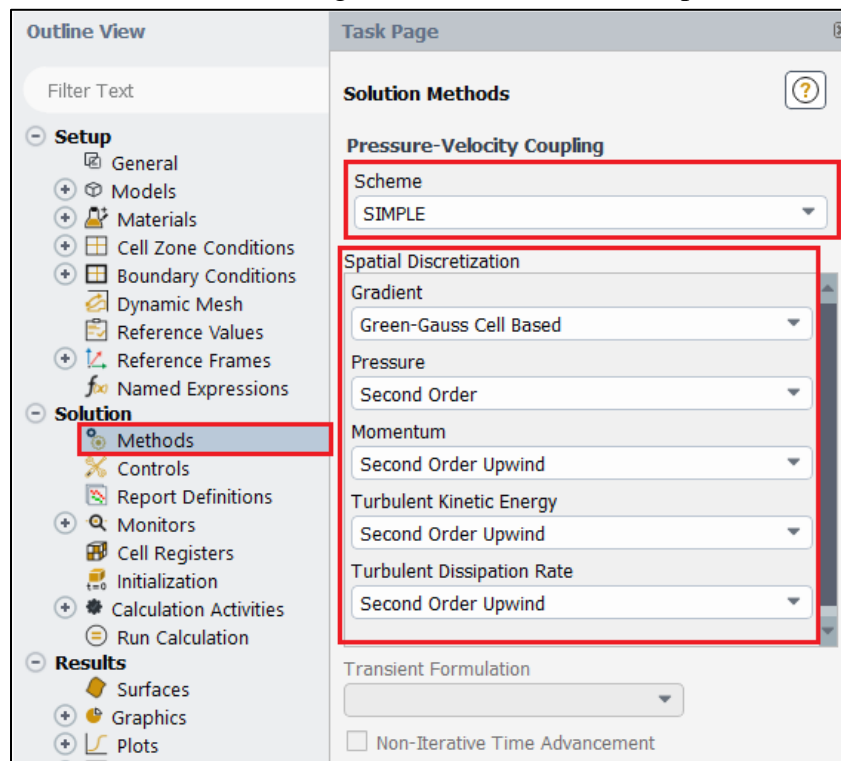 Outline View
Filter Text
Setup
General
Models
Materials
Cell Zone Conditions
Boundary Conditions
Dynamic Mesh
Reference Values
Reference Frames
fx Named Expressions
Solution
Methods
Controls
Report Definitions
Monitors
Cell Registers
t=0 Initialization
Calculation Activities
Run Calculation
Results
Surfaces
Graphics
Plots
Task Page
Solution Methods
?
Pressure-Velocity Coupling
Scheme
SIMPLE
Spatial Discretization
Gradient
Green-Gauss Cell Based
Pressure
Second Order
Momentum
Second Order Upwind
Turbulent Kinetic Energy
Second Order Upwind
Turbulent Dissipation Rate
Second Order Upwind
Transient Formulation
Non-Iterative Time Advancement